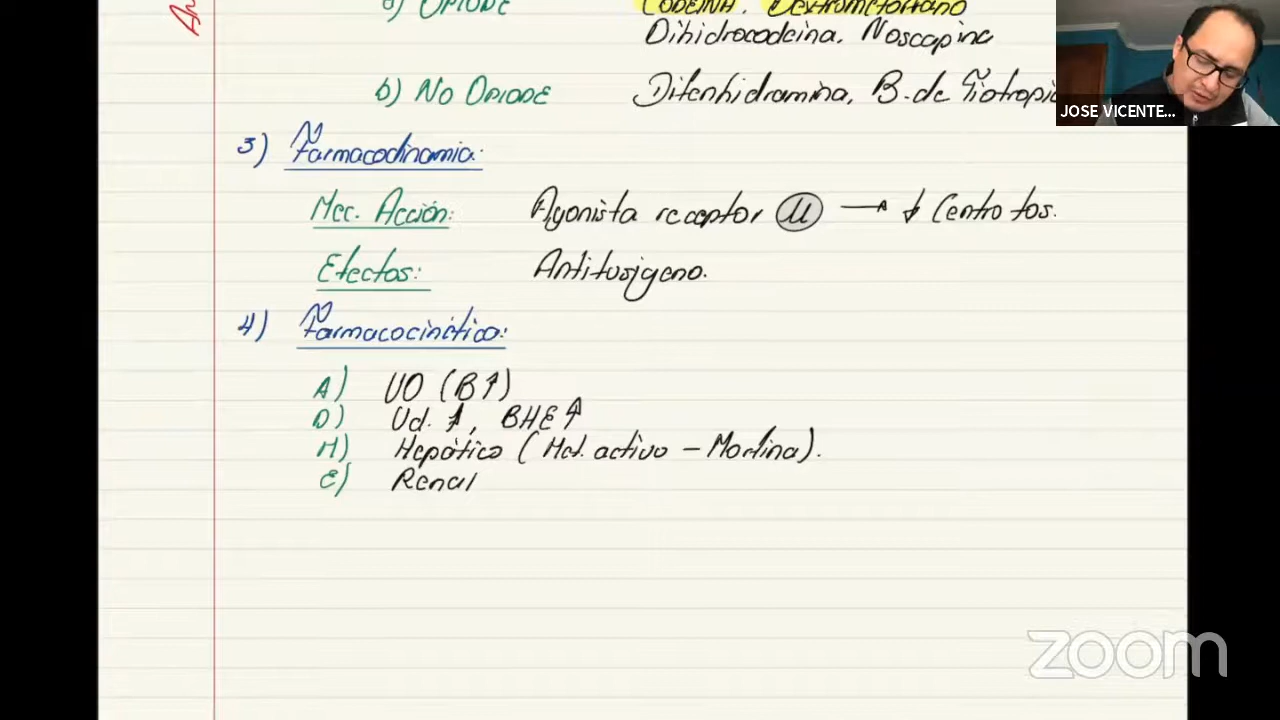 a) OPIODE CODEINA. Dextrometorfano
Dihidrocodeina, Noscapina
b) NO OPIODE Difenhidramina, B. de Tiotropio
JOSE VICENTE...
3) Farmacodinamia:
Mec. Acción: Agonista receptor μ → ↓ Centro tos.
Efectos: Antitusigeno.
4) Farmacocinética:
A) VO (B↑)
D) Vd. ↑, BHE↑
M) Hepático (Met. activo - Morfina).
E) Renal
zoom